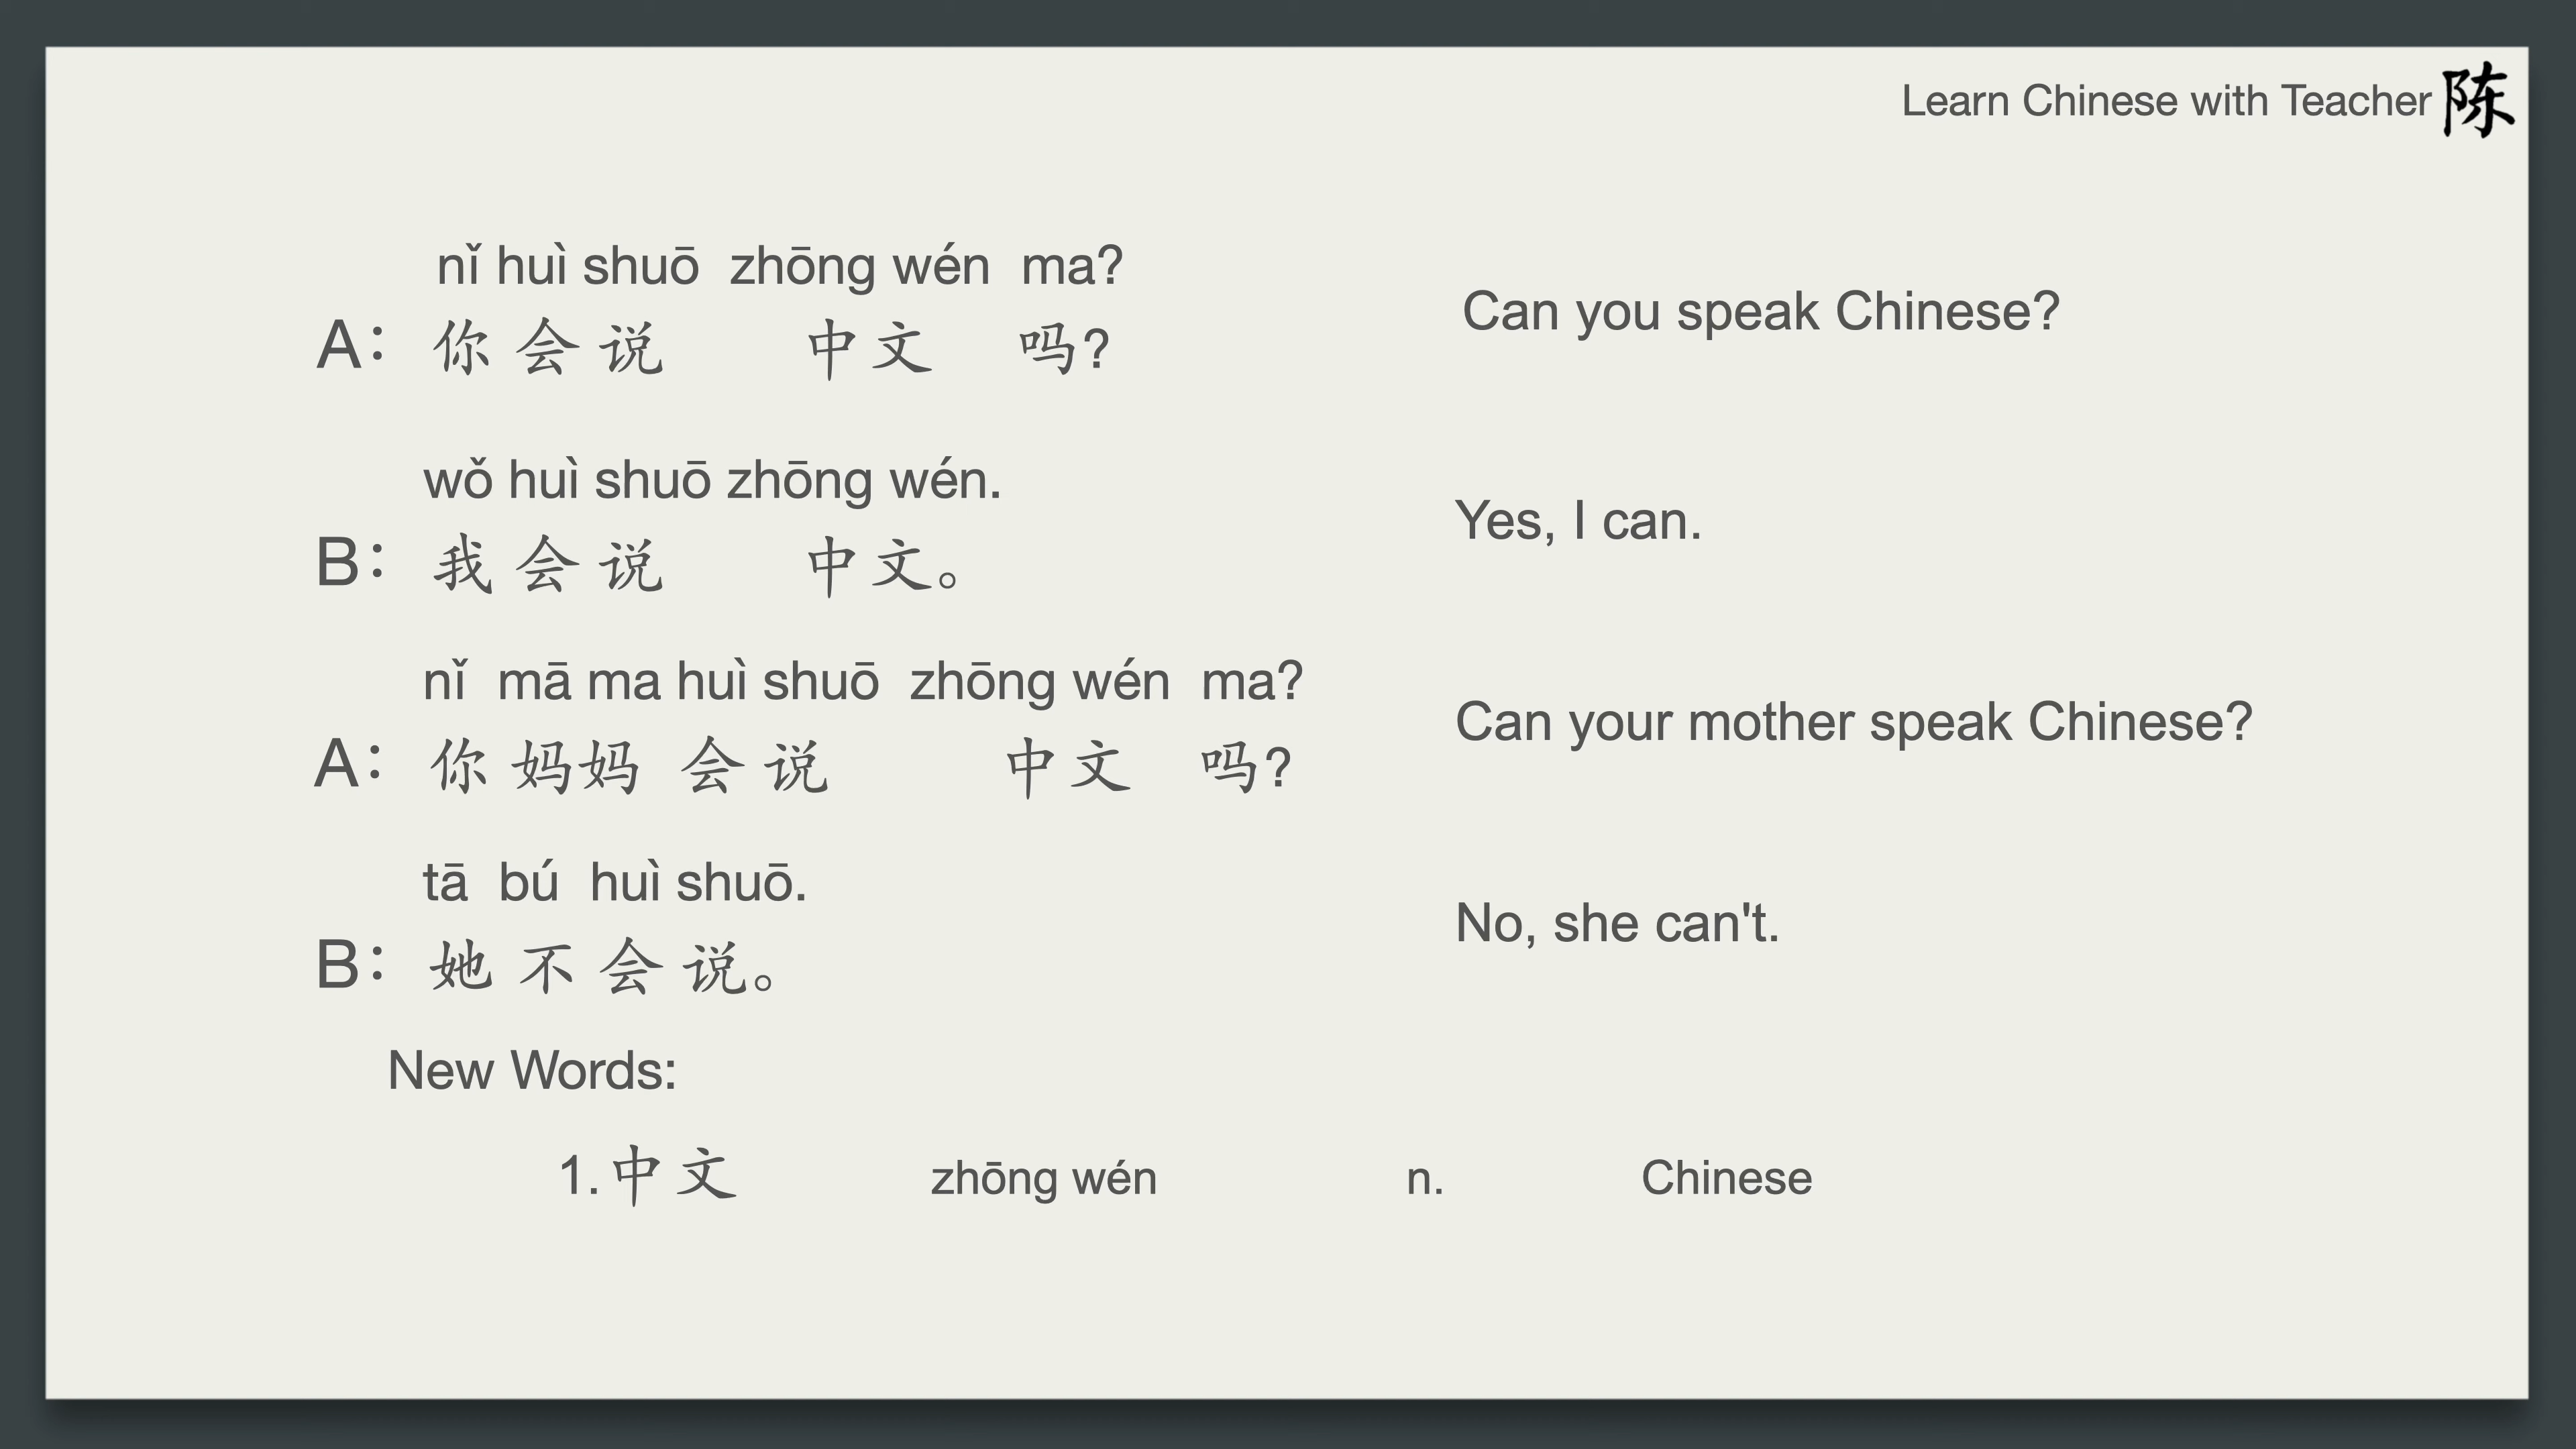 Learn Chinese with Teacher 陈
nǐ huì shuō zhōng wén ma?
A：你 会 说 中文 吗?
Can you speak Chinese?
wǒ huì shuō zhōng wén.
B：我 会 说 中文。
Yes, I can.
nǐ mā ma huì shuō zhōng wén ma?
A：你 妈妈 会 说 中文 吗?
Can your mother speak Chinese?
tā bú huì shuō.
B：她 不 会 说。
No, she can't.
New Words:
1.中文 zhōng wén n. Chinese